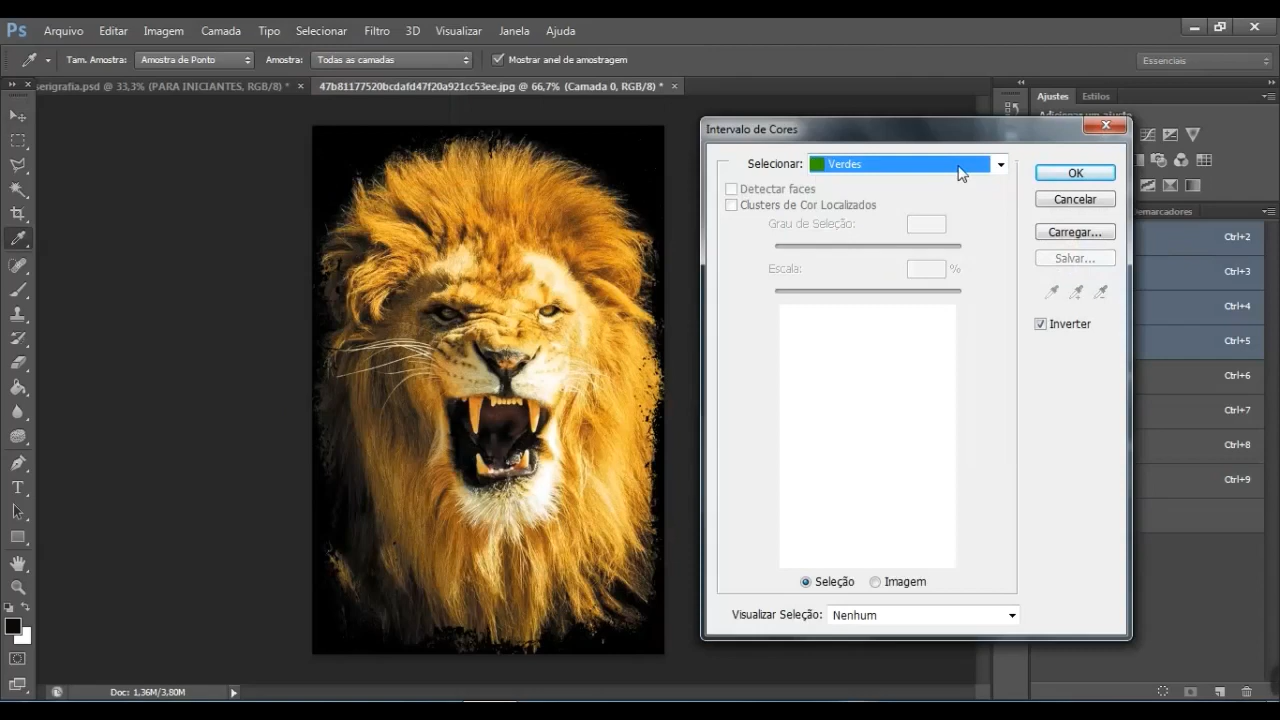 Ps Arquivo Editar Imagem Camada Tipo Selecionar Filtro 3D Visualizar Janela Ajuda
Tam. Amostra: Amostra de Ponto Amostra: Todas as camadas Mostrar anel de amostragem Essenciais
serigrafia.psd @ 33,3% (PARA INICIANTES, RGB/8) * × 47b81177520bcdafd47f20a921cc53ee.jpg @ 66,7% (Camada 0, RGB/8) * ×
Ajustes Estilos
Adicionar um ajuste
Intervalo de Cores
Selecionar: Verdes
OK
Detectar faces
Clusters de Cor Localizados
Cancelar
Grau de Seleção:
Carregar...
Escala: %
Salvar...
Inverter
Seleção Imagem
Visualizar Seleção: Nenhum
Demarcadores
Ctrl+2
Ctrl+3
Ctrl+4
Ctrl+5
Ctrl+6
Ctrl+7
Ctrl+8
Ctrl+9
Doc: 1,36M/3,80M